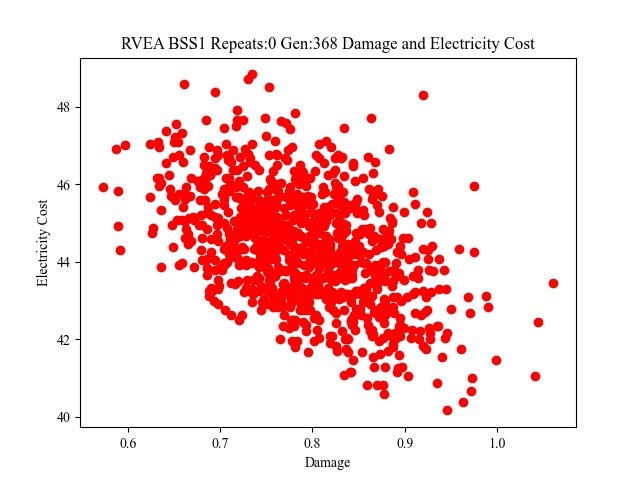 RVEA BSS1 Repeats:0 Gen:368 Damage and Electricity Cost
48
46
44
42
40
Electricity Cost
0.6 0.7 0.8 0.9 1.0
Damage